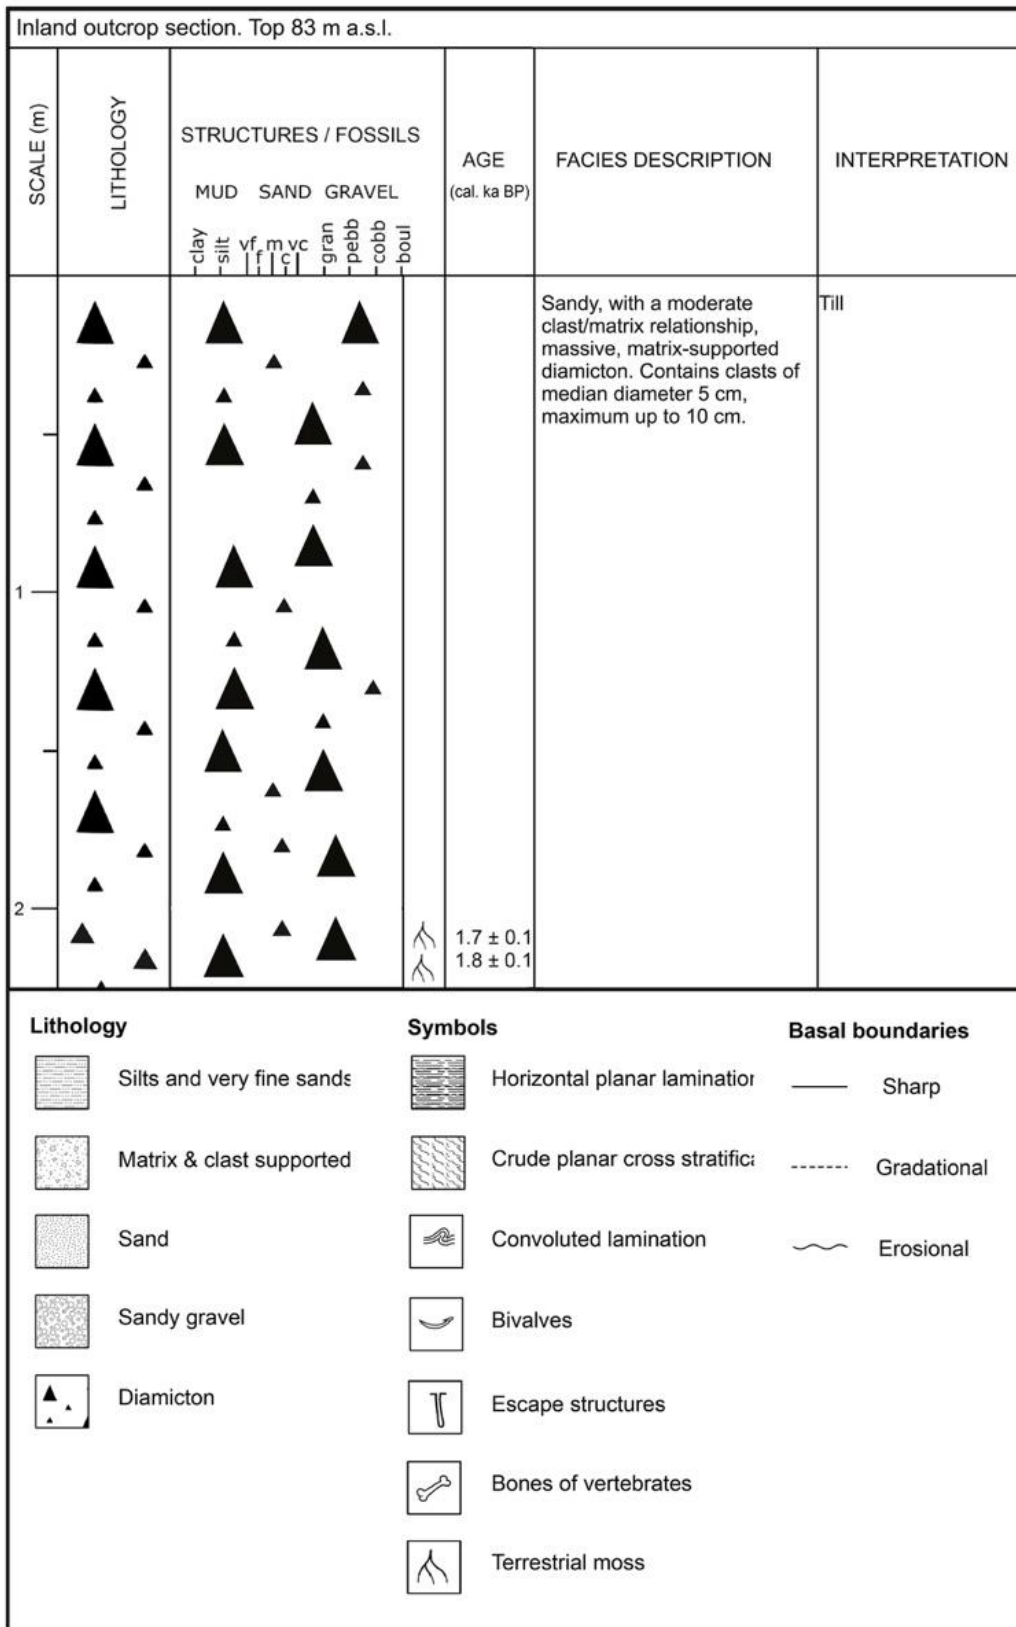 Inland outcrop section. Top 83 m a.s.l.
SCALE (m)
LITHOLOGY
STRUCTURES / FOSSILS
MUD SAND GRAVEL
clay
silt
vf
f
m
c
vc
gran
pebb
cobb
boul
AGE
(cal. ka BP)
FACIES DESCRIPTION
INTERPRETATION
Sandy, with a moderate
clast/matrix relationship,
massive, matrix-supported
diamicton. Contains clasts of
median diameter 5 cm,
maximum up to 10 cm.
Till
1
2
1.7 ± 0.1
1.8 ± 0.1
Lithology
Silts and very fine sands
Matrix & clast supported
Sand
Sandy gravel
Diamicton
Symbols
Horizontal planar lamination
Crude planar cross stratifica
Convoluted lamination
Bivalves
Escape structures
Bones of vertebrates
Terrestrial moss
Basal boundaries
Sharp
Gradational
Erosional